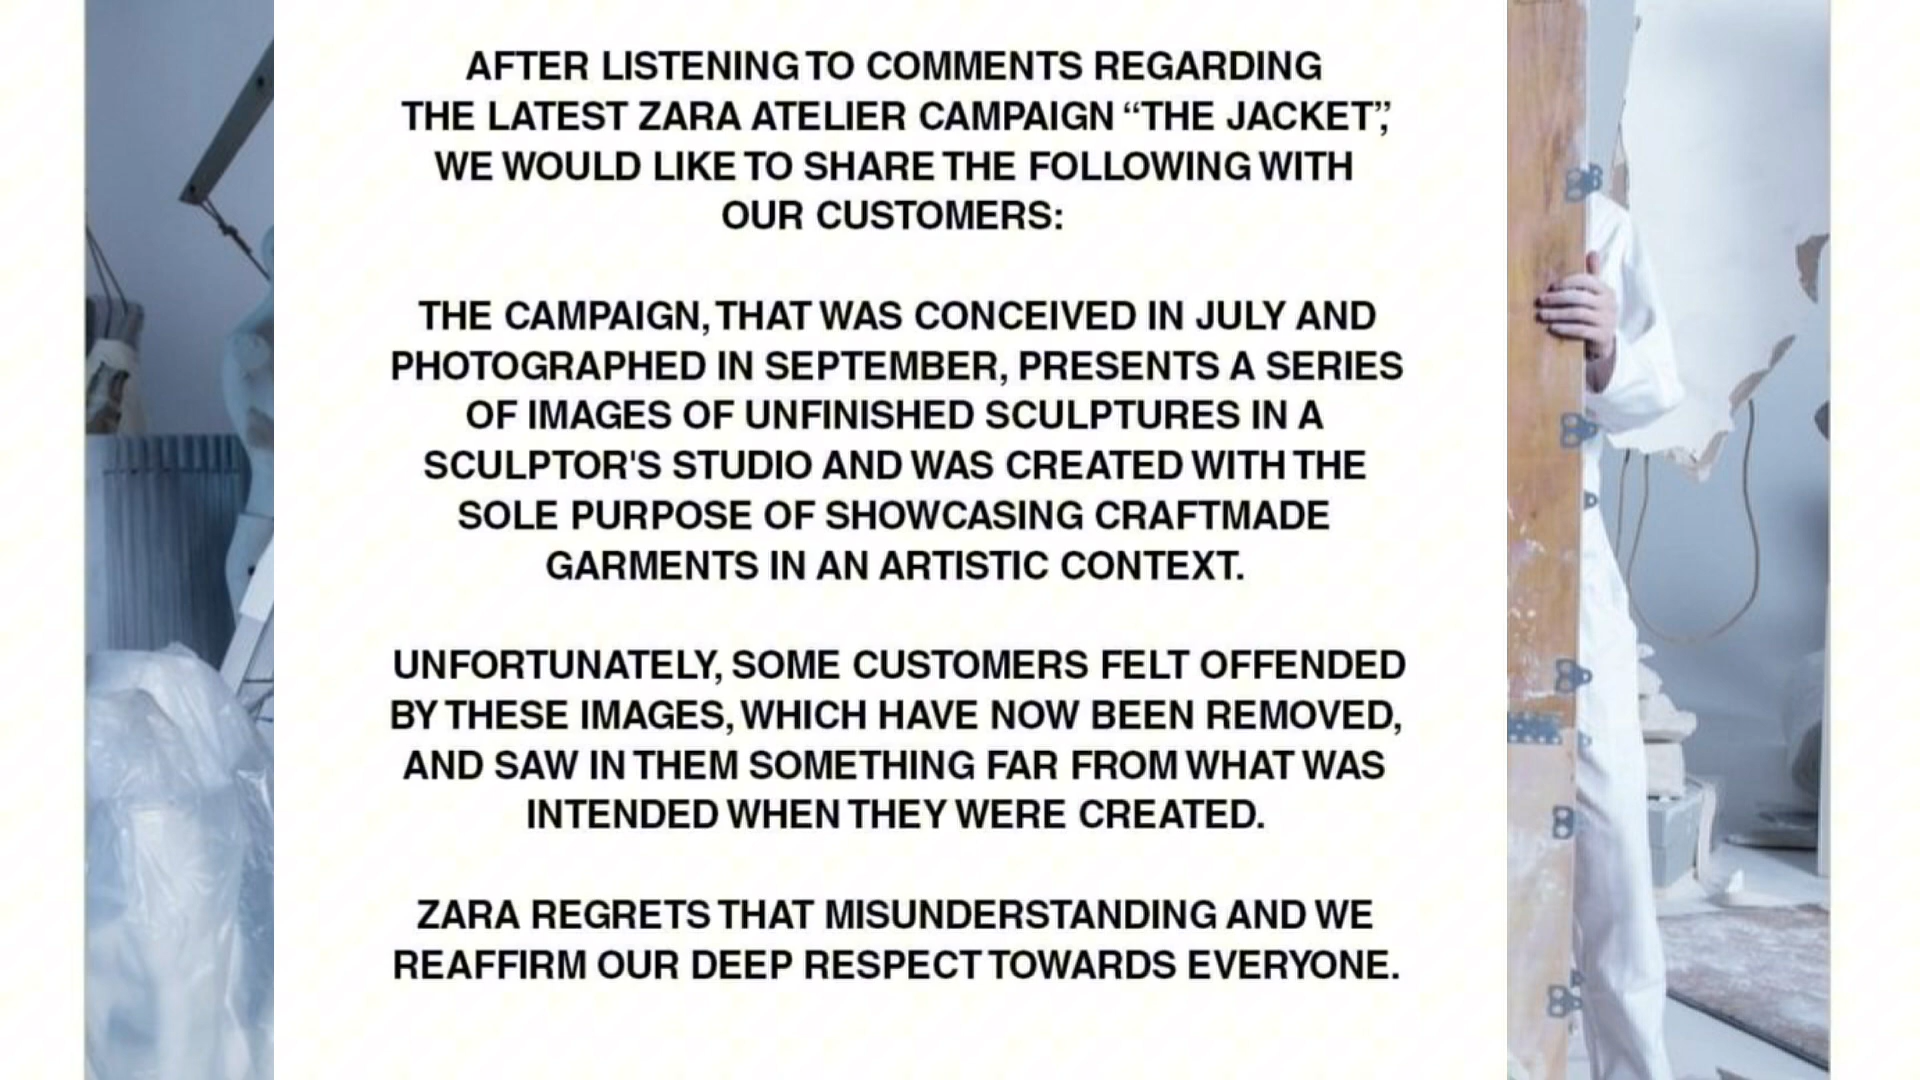 AFTER LISTENING TO COMMENTS REGARDING
THE LATEST ZARA ATELIER CAMPAIGN “THE JACKET”,
WE WOULD LIKE TO SHARE THE FOLLOWING WITH
OUR CUSTOMERS:
THE CAMPAIGN, THAT WAS CONCEIVED IN JULY AND
PHOTOGRAPHED IN SEPTEMBER, PRESENTS A SERIES
OF IMAGES OF UNFINISHED SCULPTURES IN A
SCULPTOR'S STUDIO AND WAS CREATED WITH THE
SOLE PURPOSE OF SHOWCASING CRAFTMADE
GARMENTS IN AN ARTISTIC CONTEXT.
UNFORTUNATELY, SOME CUSTOMERS FELT OFFENDED
BY THESE IMAGES, WHICH HAVE NOW BEEN REMOVED,
AND SAW IN THEM SOMETHING FAR FROM WHAT WAS
INTENDED WHEN THEY WERE CREATED.
ZARA REGRETS THAT MISUNDERSTANDING AND WE
REAFFIRM OUR DEEP RESPECT TOWARDS EVERYONE.